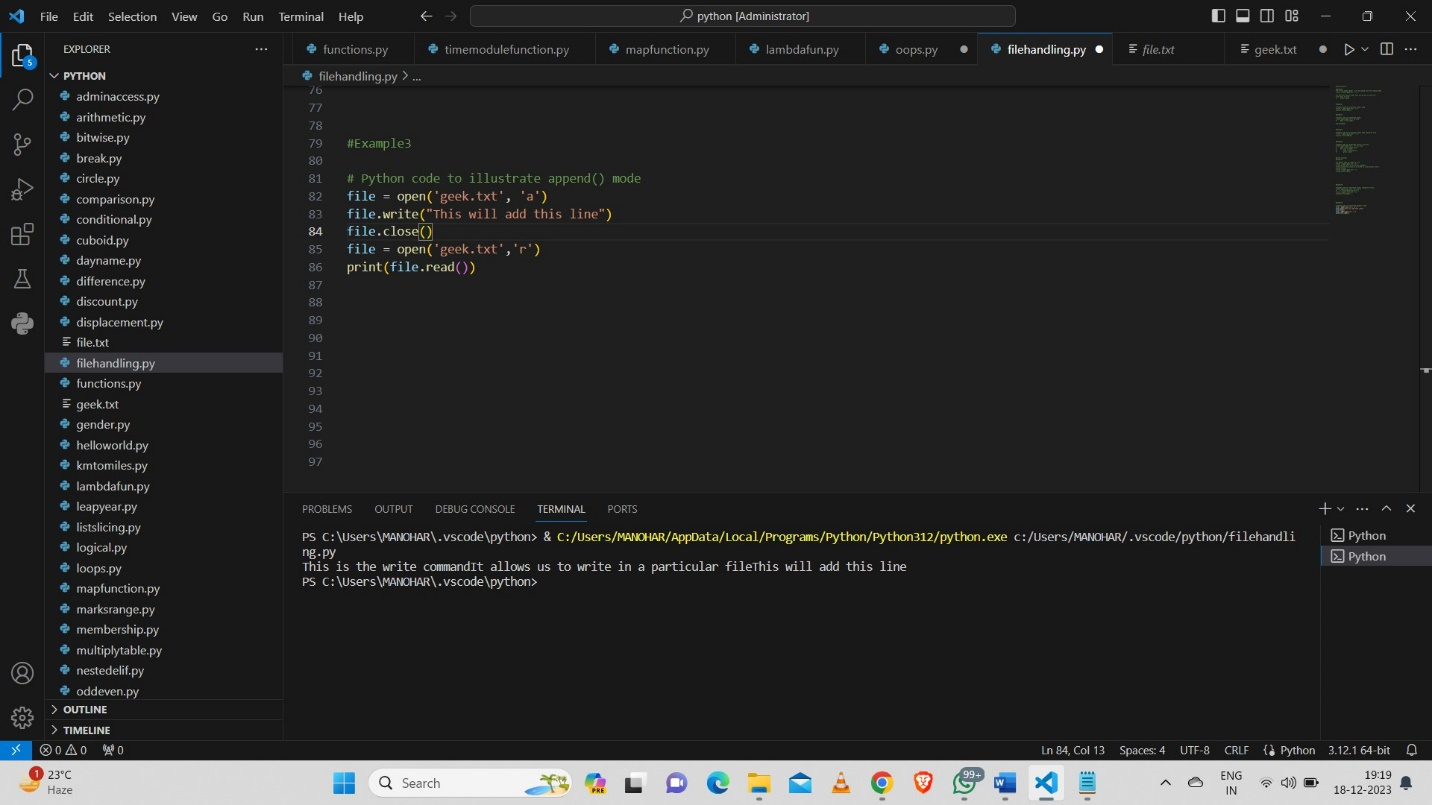 File Edit Selection View Go Run Terminal Help
python [Administrator]
EXPLORER
functions.py
timemodulefunction.py
mapfunction.py
lambdafun.py
oops.py
filehandling.py
file.txt
geek.txt
5
PYTHON
adminaccess.py
arithmetic.py
bitwise.py
break.py
circle.py
comparison.py
conditional.py
cuboid.py
dayname.py
difference.py
discount.py
displacement.py
file.txt
filehandling.py
functions.py
geek.txt
gender.py
helloworld.py
kmtomiles.py
lambdafun.py
leapyear.py
listslicing.py
logical.py
loops.py
mapfunction.py
marksrange.py
membership.py
multiplytable.py
nestedelif.py
oddeven.py
OUTLINE
TIMELINE
filehandling.py > ...
76
77
78
79 #Example3
80
81 # Python code to illustrate append() mode
82 file = open('geek.txt', 'a')
83 file.write("This will add this line")
84 file.close()
85 file = open('geek.txt','r')
86 print(file.read())
87
88
89
90
91
92
93
94
95
96
97
PROBLEMS OUTPUT DEBUG CONSOLE TERMINAL PORTS
PS C:\Users\MANOHAR\.vscode\python> & C:/Users/MANOHAR/AppData/Local/Programs/Python/Python312/python.exe c:/Users/MANOHAR/.vscode/python/filehandli
ng.py
This is the write commandIt allows us to write in a particular fileThis will add this line
PS C:\Users\MANOHAR\.vscode\python>
Python
Python
0 0 0
Ln 84, Col 13 Spaces: 4 UTF-8 CRLF Python 3.12.1 64-bit
1
23°C
Haze
Search
PRE
99+
ENG
IN
19:19
18-12-2023